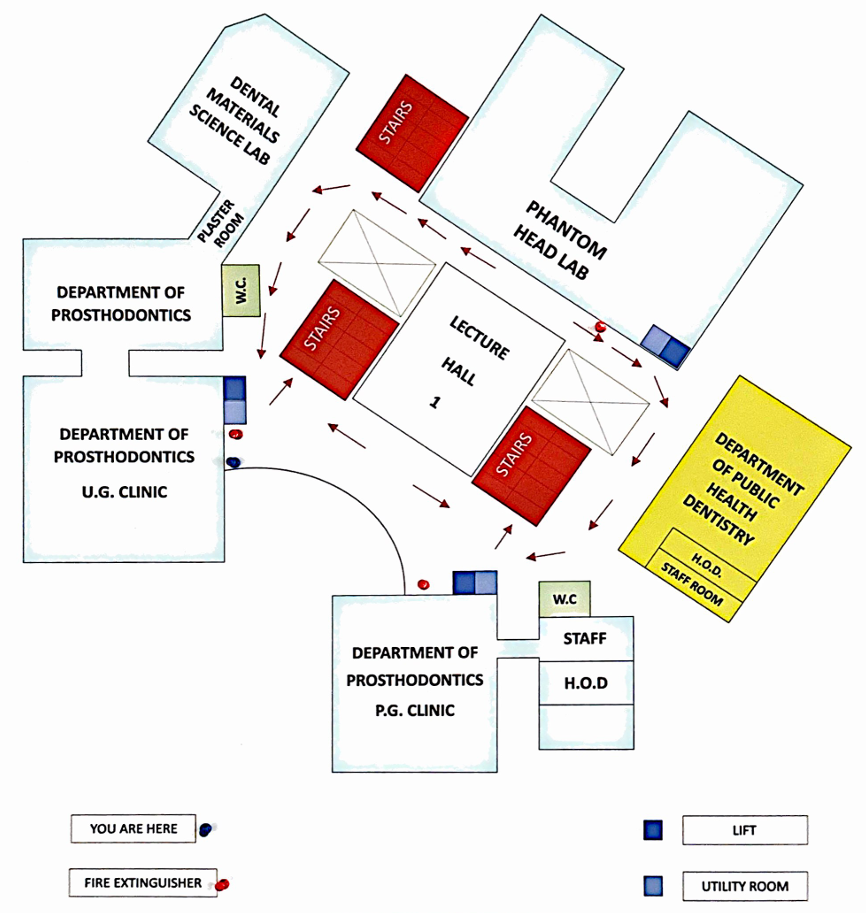 DENTAL
MATERIALS
SCIENCE LAB
PLASTER
ROOM
STAIRS
PHANTOM
HEAD LAB
DEPARTMENT OF
PROSTHODONTICS
W.C.
STAIRS
LECTURE
HALL
1
STAIRS
DEPARTMENT
OF PUBLIC
HEALTH
DENTISTRY
H.O.D.
STAFF ROOM
DEPARTMENT OF
PROSTHODONTICS
U.G. CLINIC
DEPARTMENT OF
PROSTHODONTICS
P.G. CLINIC
W.C
STAFF
H.O.D
YOU ARE HERE
FIRE EXTINGUISHER
LIFT
UTILITY ROOM